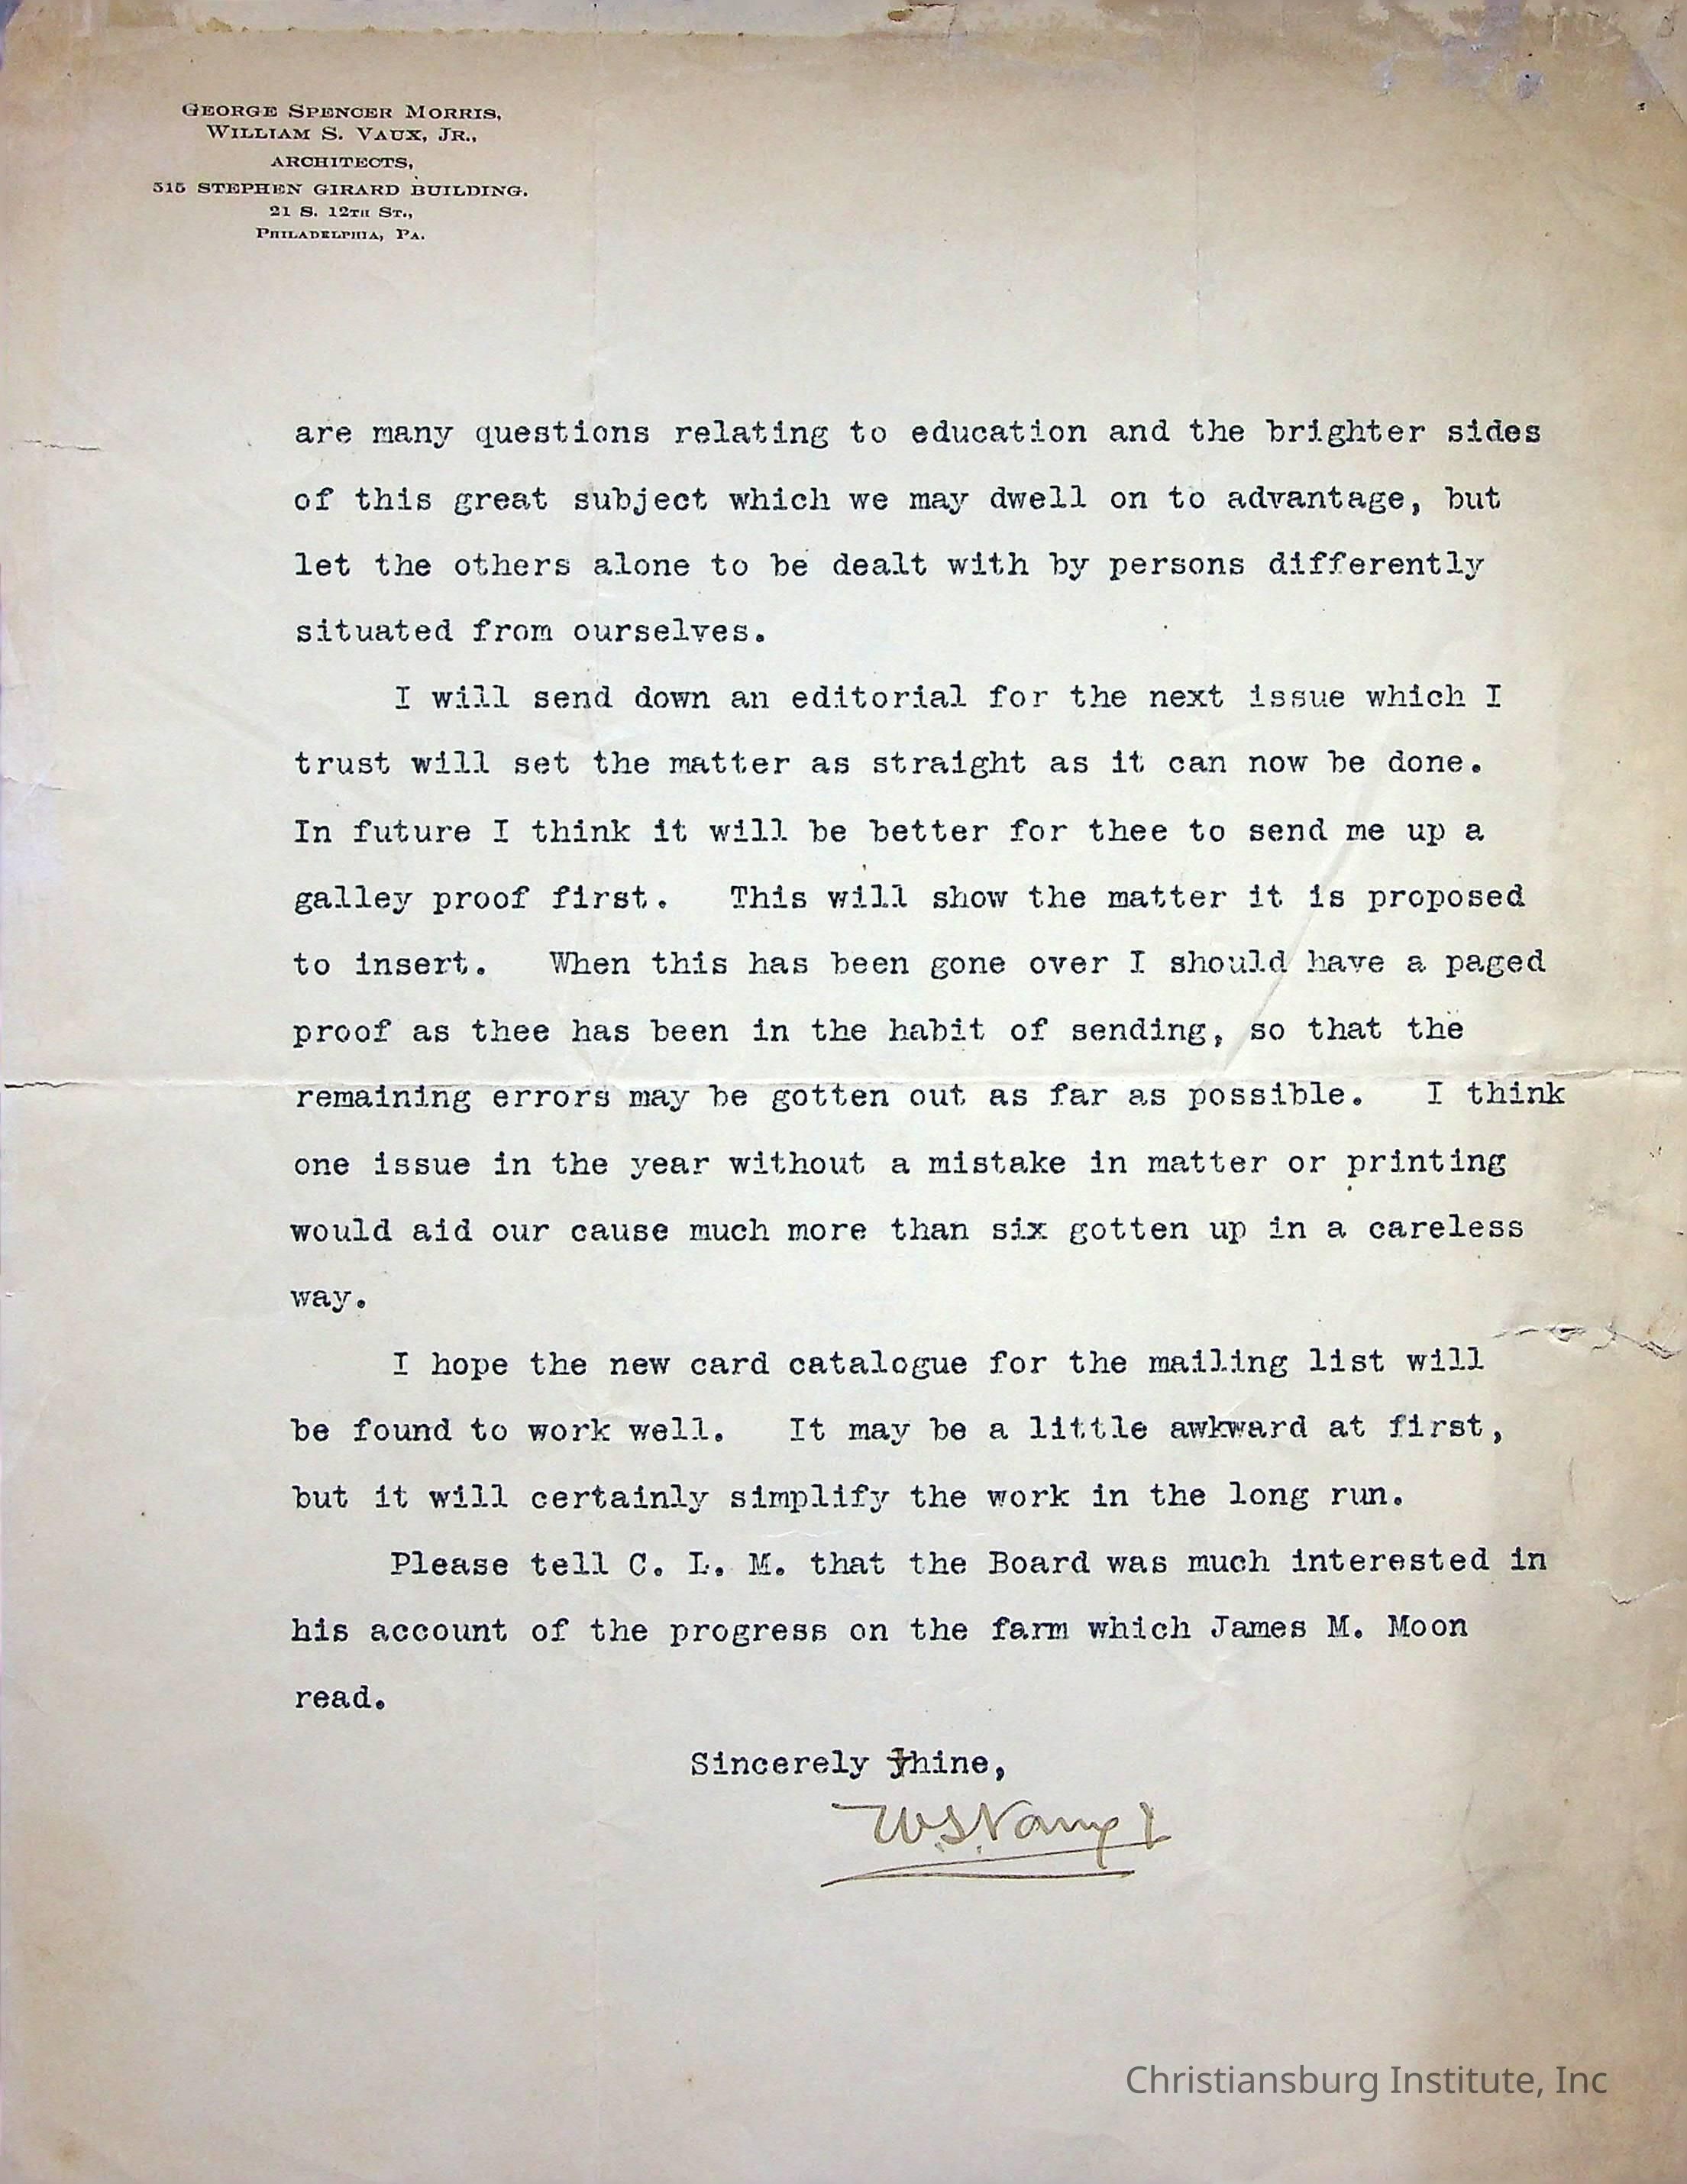 GEORGE SPENCER MORRIS,
WILLIAM S. VAUX, JR.,
ARCHITECTS,
515 STEPHEN GIRARD BUILDING.
21 S. 12TH ST.,
PHILADELPHIA, PA.
are many questions relating to education and the brighter sides
of this great subject which we may dwell on to advantage, but
let the others alone to be dealt with by persons differently
situated from ourselves.
I will send down an editorial for the next issue which I
trust will set the matter as straight as it can now be done.
In future I think it will be better for thee to send me up a
galley proof first. This will show the matter it is proposed
to insert. When this has been gone over I should have a paged
proof as thee has been in the habit of sending, so that the
remaining errors may be gotten out as far as possible. I think
one issue in the year without a mistake in matter or printing
would aid our cause much more than six gotten up in a careless
way.
I hope the new card catalogue for the mailing list will
be found to work well. It may be a little awkward at first,
but it will certainly simplify the work in the long run.
Please tell C. L. M. that the Board was much interested in
his account of the progress on the farm which James M. Moon
read.
Sincerely thine,
W.S. Vaux Jr
Christiansburg Institute, Inc